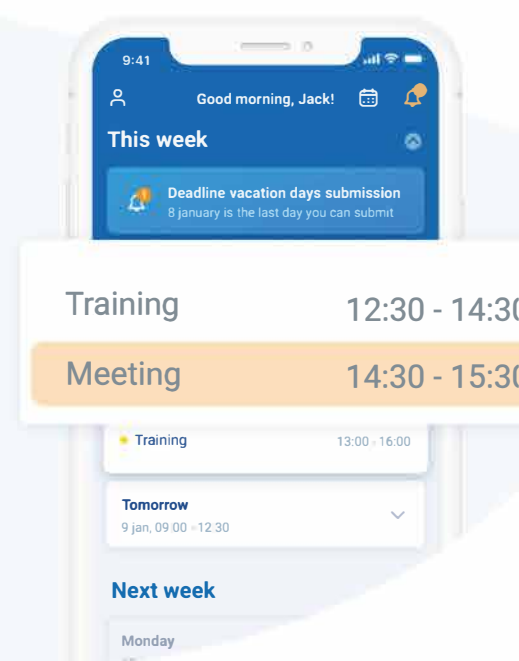 9:41
Good morning, Jack!
This week
Deadline vacation days submission
8 january is the last day you can submit
Training 12:30 - 14:30
Meeting 14:30 - 15:30
Training 13:00 - 16:00
Tomorrow
9 jan, 09:00 - 12:30
Next week
Monday